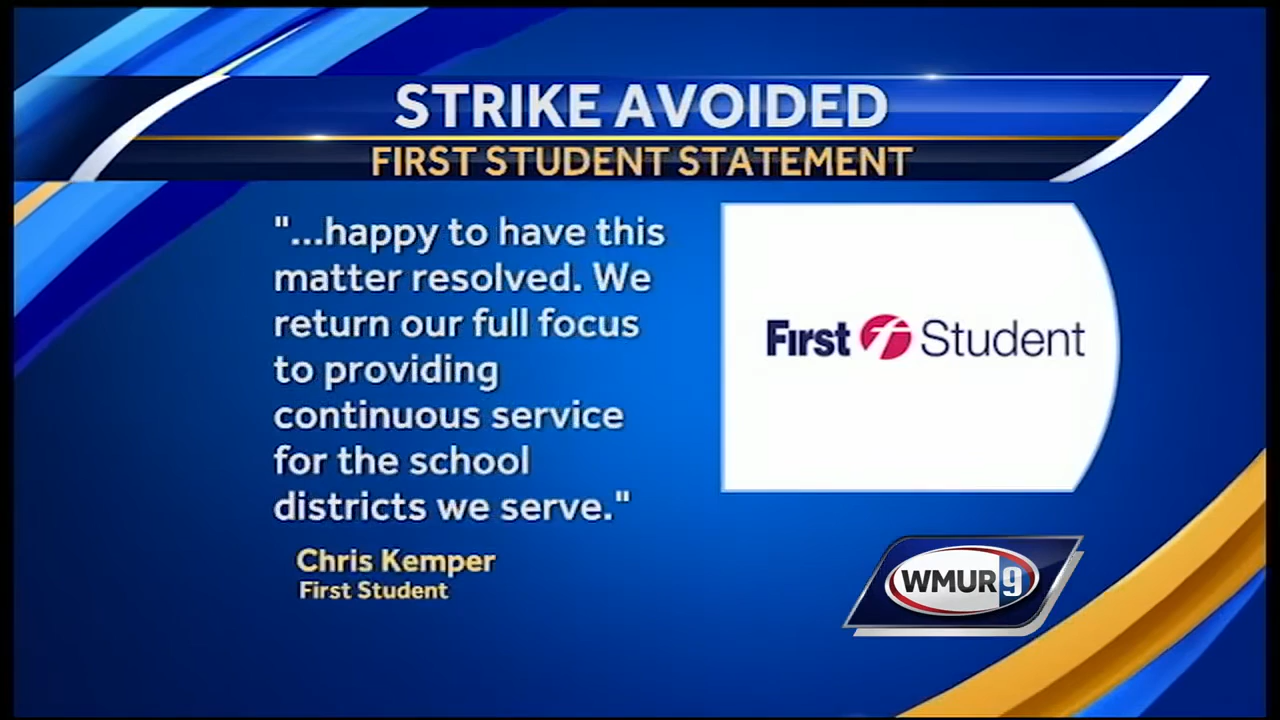 STRIKE AVOIDED
FIRST STUDENT STATEMENT
"...happy to have this
matter resolved. We
return our full focus
to providing
continuous service
for the school
districts we serve."
Chris Kemper
First Student
First f Student
WMUR 9